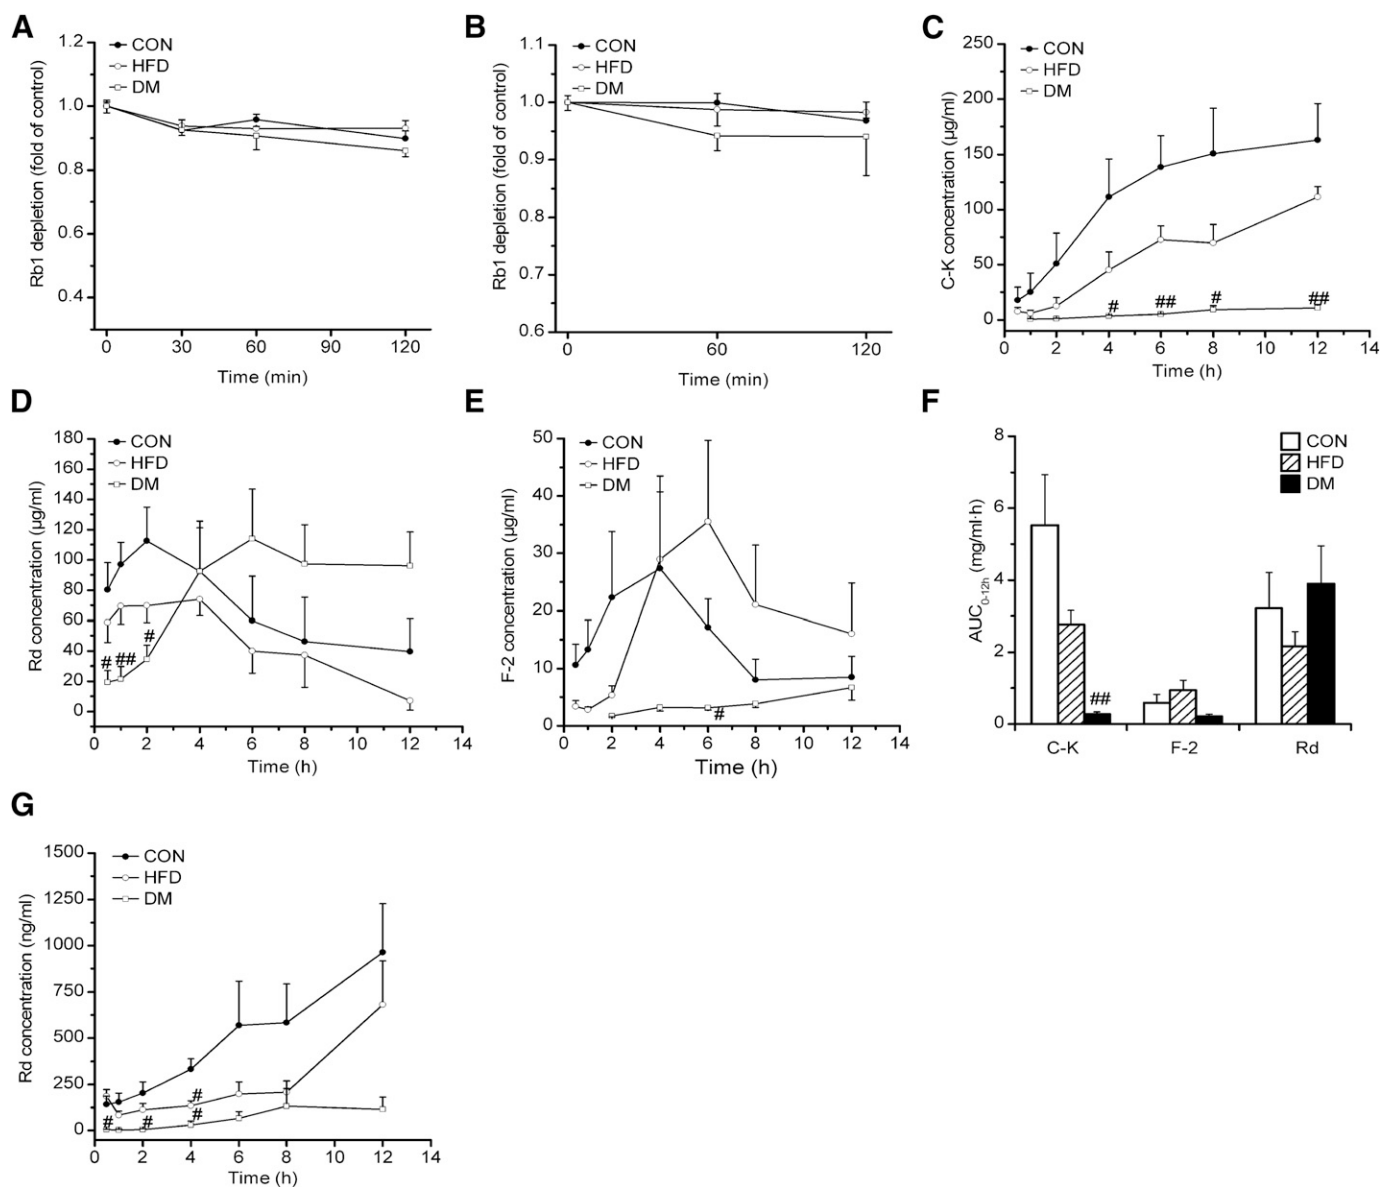 A
Rb1 depletion (fold of control)
1.2
1.0
0.8
0.6
0.4
CON
HFD
DM
0 30 60 90 120
Time (min)
B
Rb1 depletion (fold of control)
1.1
1.0
0.9
0.8
0.7
0.6
CON
HFD
DM
0 60 120
Time (min)
C
C-K concentration (μg/ml)
250
200
150
100
50
0
CON
HFD
DM
# ## # ##
0 2 4 6 8 10 12 14
Time (h)
D
Rd concentration (μg/ml)
180
160
140
120
100
80
60
40
20
0
CON
HFD
DM
# ## #
0 2 4 6 8 10 12 14
Time (h)
E
F-2 concentration (μg/ml)
50
40
30
20
10
0
CON
HFD
DM
#
0 2 4 6 8 10 12 14
Time (h)
F
AUC0-12h (mg/ml·h)
8
6
4
2
0
CON
HFD
DM
##
C-K F-2 Rd
G
Rd concentration (ng/ml)
1500
1250
1000
750
500
250
0
CON
HFD
DM
#
# # #
0 2 4 6 8 10 12 14
Time (h)